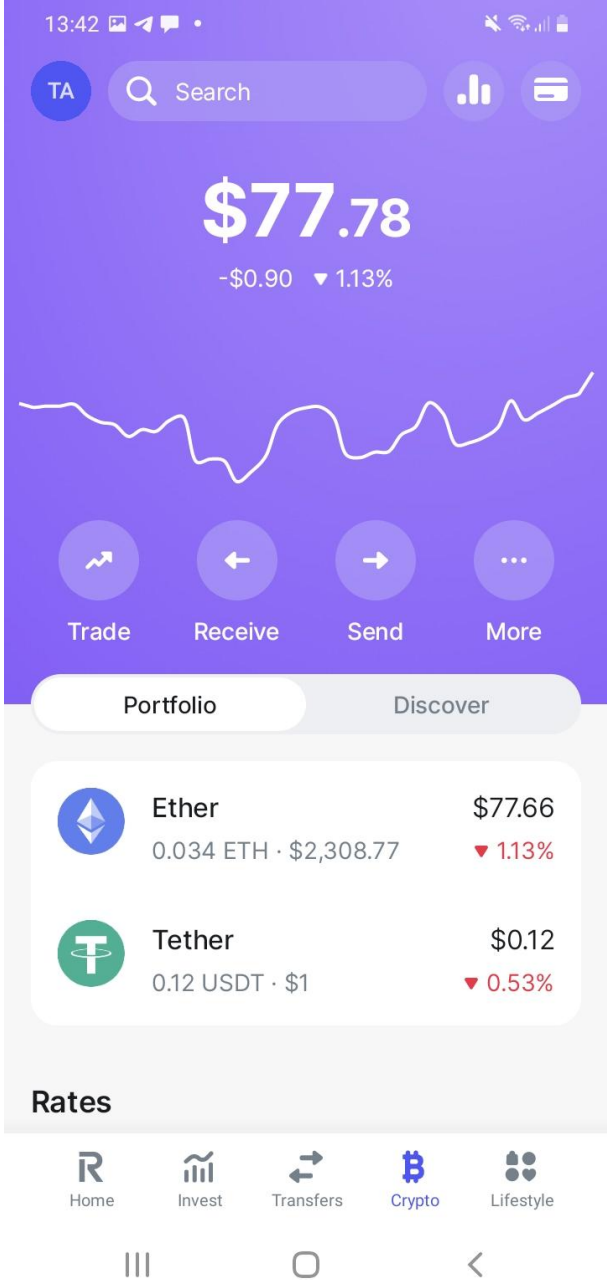 13:42
TA
Search
$77.78
-$0.90 ▼ 1.13%
Trade Receive Send More
Portfolio Discover
Ether $77.66
0.034 ETH · $2,308.77 ▼ 1.13%
Tether $0.12
0.12 USDT · $1 ▼ 0.53%
Rates
Home Invest Transfers Crypto Lifestyle